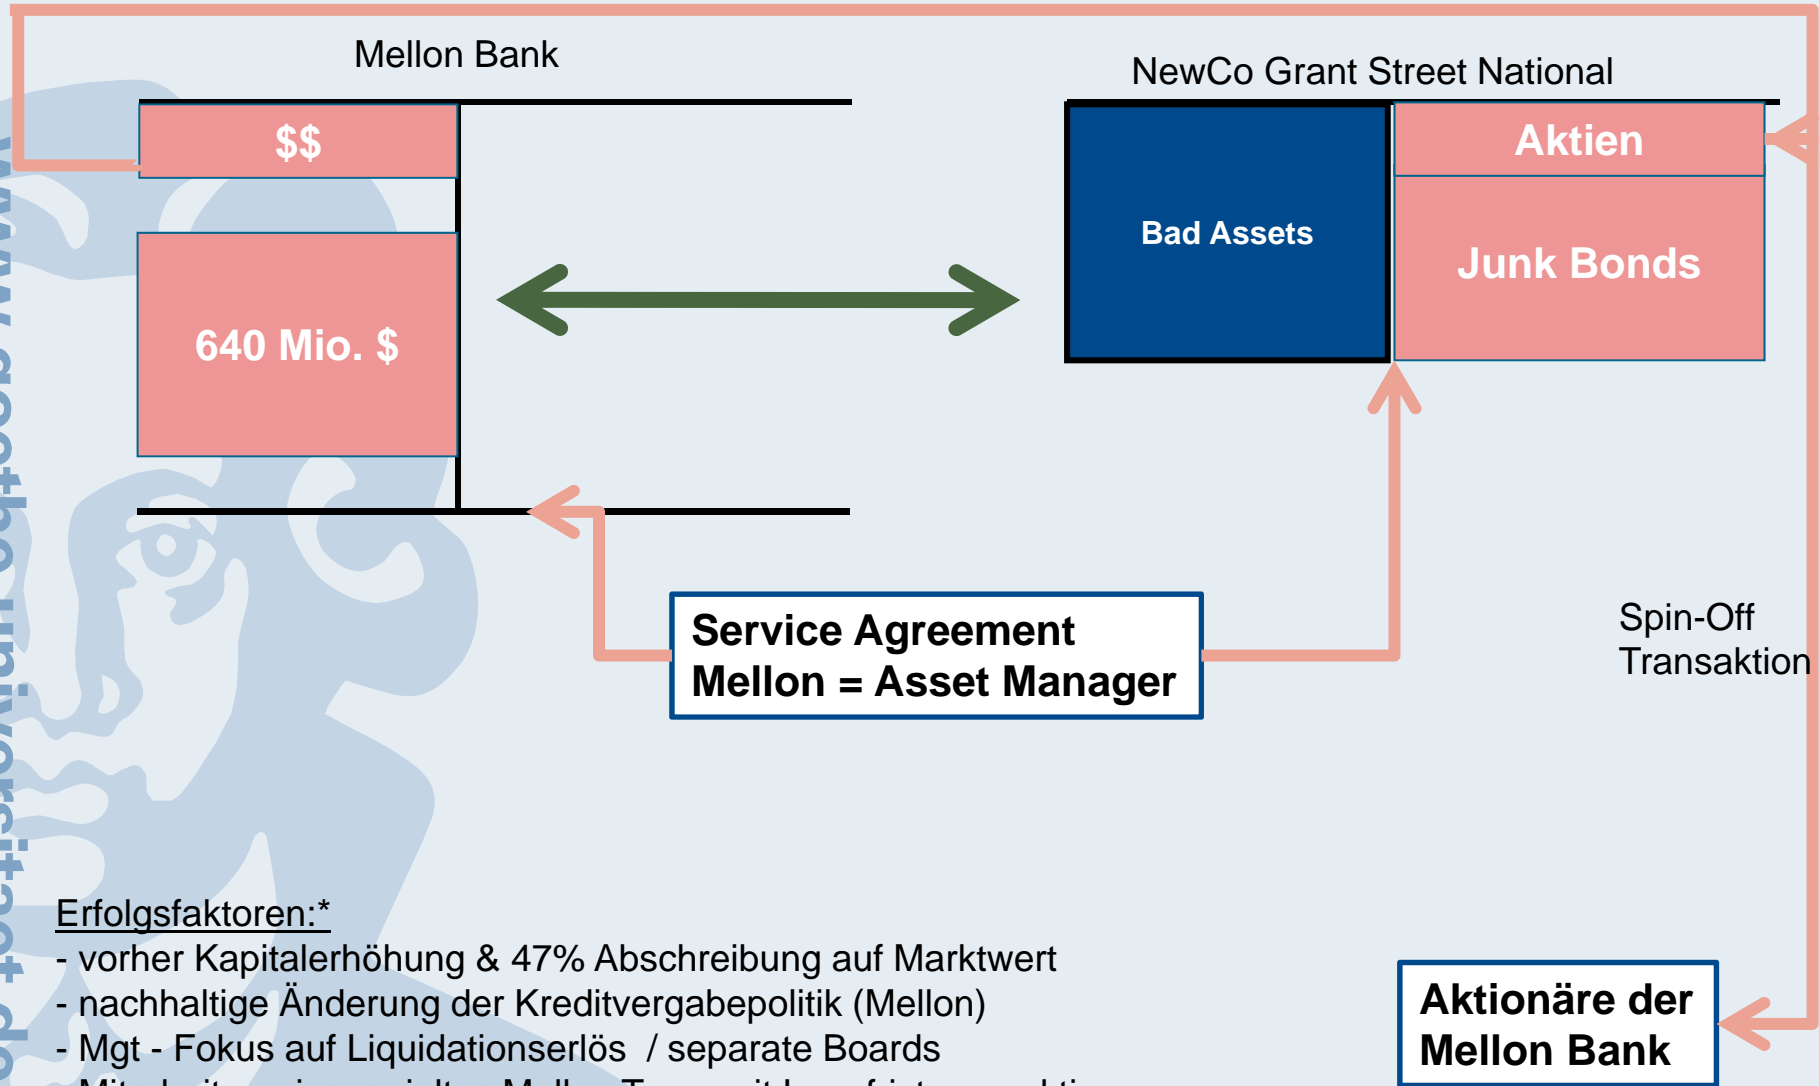 Mellon Bank
NewCo Grant Street National
$$
640 Mio. $
Bad Assets
Aktien
Junk Bonds
Service Agreement
Mellon = Asset Manager
Spin-Off
Transaktion
Erfolgsfaktoren:*
- vorher Kapitalerhöhung & 47% Abschreibung auf Marktwert
- nachhaltige Änderung der Kreditvergabepolitik (Mellon)
- Mgt - Fokus auf Liquidationserlös / separate Boards
Aktionäre der
Mellon Bank